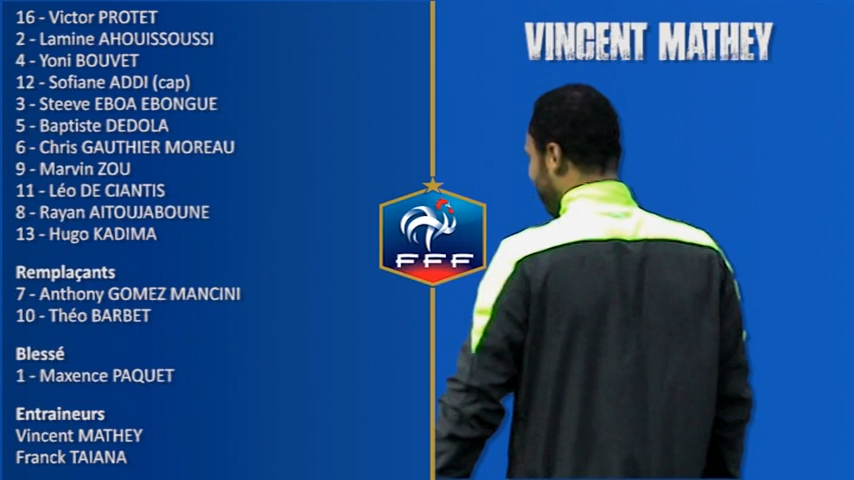 16 - Victor PROTET
2 - Lamine AHOUISSOUSSI
4 - Yoni BOUVET
12 - Sofiane ADDI (cap)
3 - Steeve EBOA EBONGUE
5 - Baptiste DEDOLA
6 - Chris GAUTHIER MOREAU
9 - Marvin ZOU
11 - Léo DE CIANTIS
8 - Rayan AITOUJABOUNE
13 - Hugo KADIMA
Remplaçants
7 - Anthony GOMEZ MANCINI
10 - Théo BARBET
Blessé
1 - Maxence PAQUET
Entraineurs
Vincent MATHEY
Franck TAIANA
FFF
VINCENT MATHEY